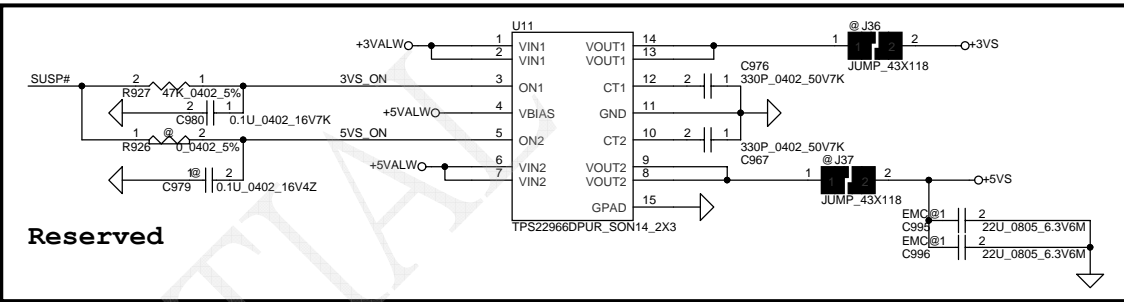 U11
@ J36
+3VALW 1 VIN1 VOUT1 14 1 1 2 2 +3VS
2 VIN1 VOUT1 13
JUMP_43X118
C976
330P_0402_50V7K
SUSP# 2 1 3VS_ON 3 ON1 CT1 12 2 1
R927 47K_0402_5%
2 1
C980 0.1U_0402_16V7K
+5VALW 4 VBIAS GND 11
1 @ 2 5VS_ON 5 ON2 CT2 10 2 1
R926 0_0402_5%
330P_0402_50V7K
C967
1@ 2
C979 0.1U_0402_16V4Z
+5VALW 6 VIN2 VOUT2 9
7 VIN2 VOUT2 8
@ J37
1 1 2 2 +5VS
JUMP_43X118
GPAD 15
TPS22966DPUR_SON14_2X3
EMC@1 2
C995 22U_0805_6.3V6M
EMC@1 2
C996 22U_0805_6.3V6M
Reserved
TIAL